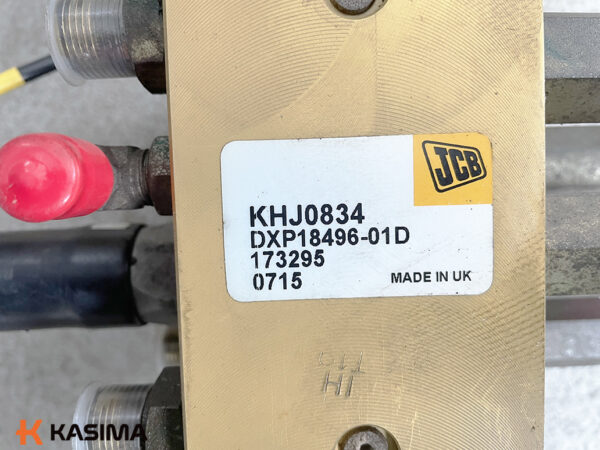 JCB
KHJ0834
DXP18496-01D
173295
0715 MADE IN UK
KASIMA